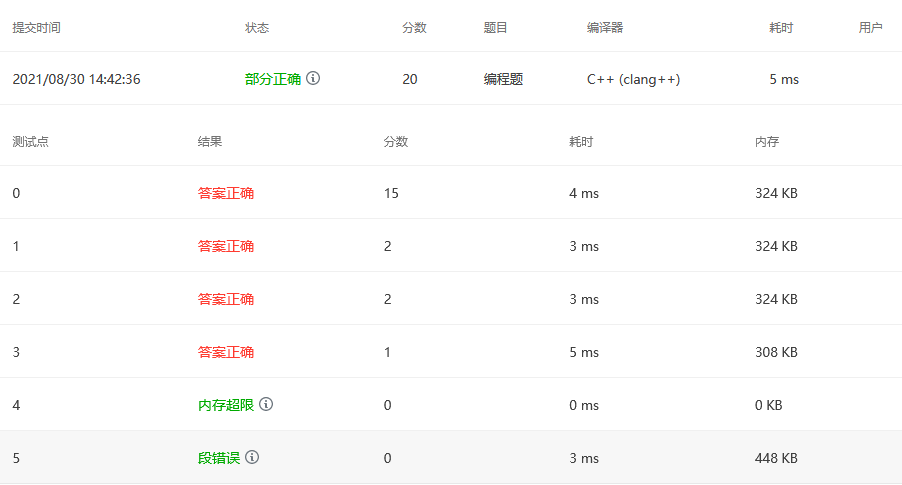 提交时间 状态 分数 题目 编译器 耗时 用户
2021/08/30 14:42:36 部分正确 20 编程题 C++ (clang++) 5 ms
测试点 结果 分数 耗时 内存
0 答案正确 15 4 ms 324 KB
1 答案正确 2 3 ms 324 KB
2 答案正确 2 3 ms 324 KB
3 答案正确 1 5 ms 308 KB
4 内存超限 0 0 ms 0 KB
5 段错误 0 3 ms 448 KB